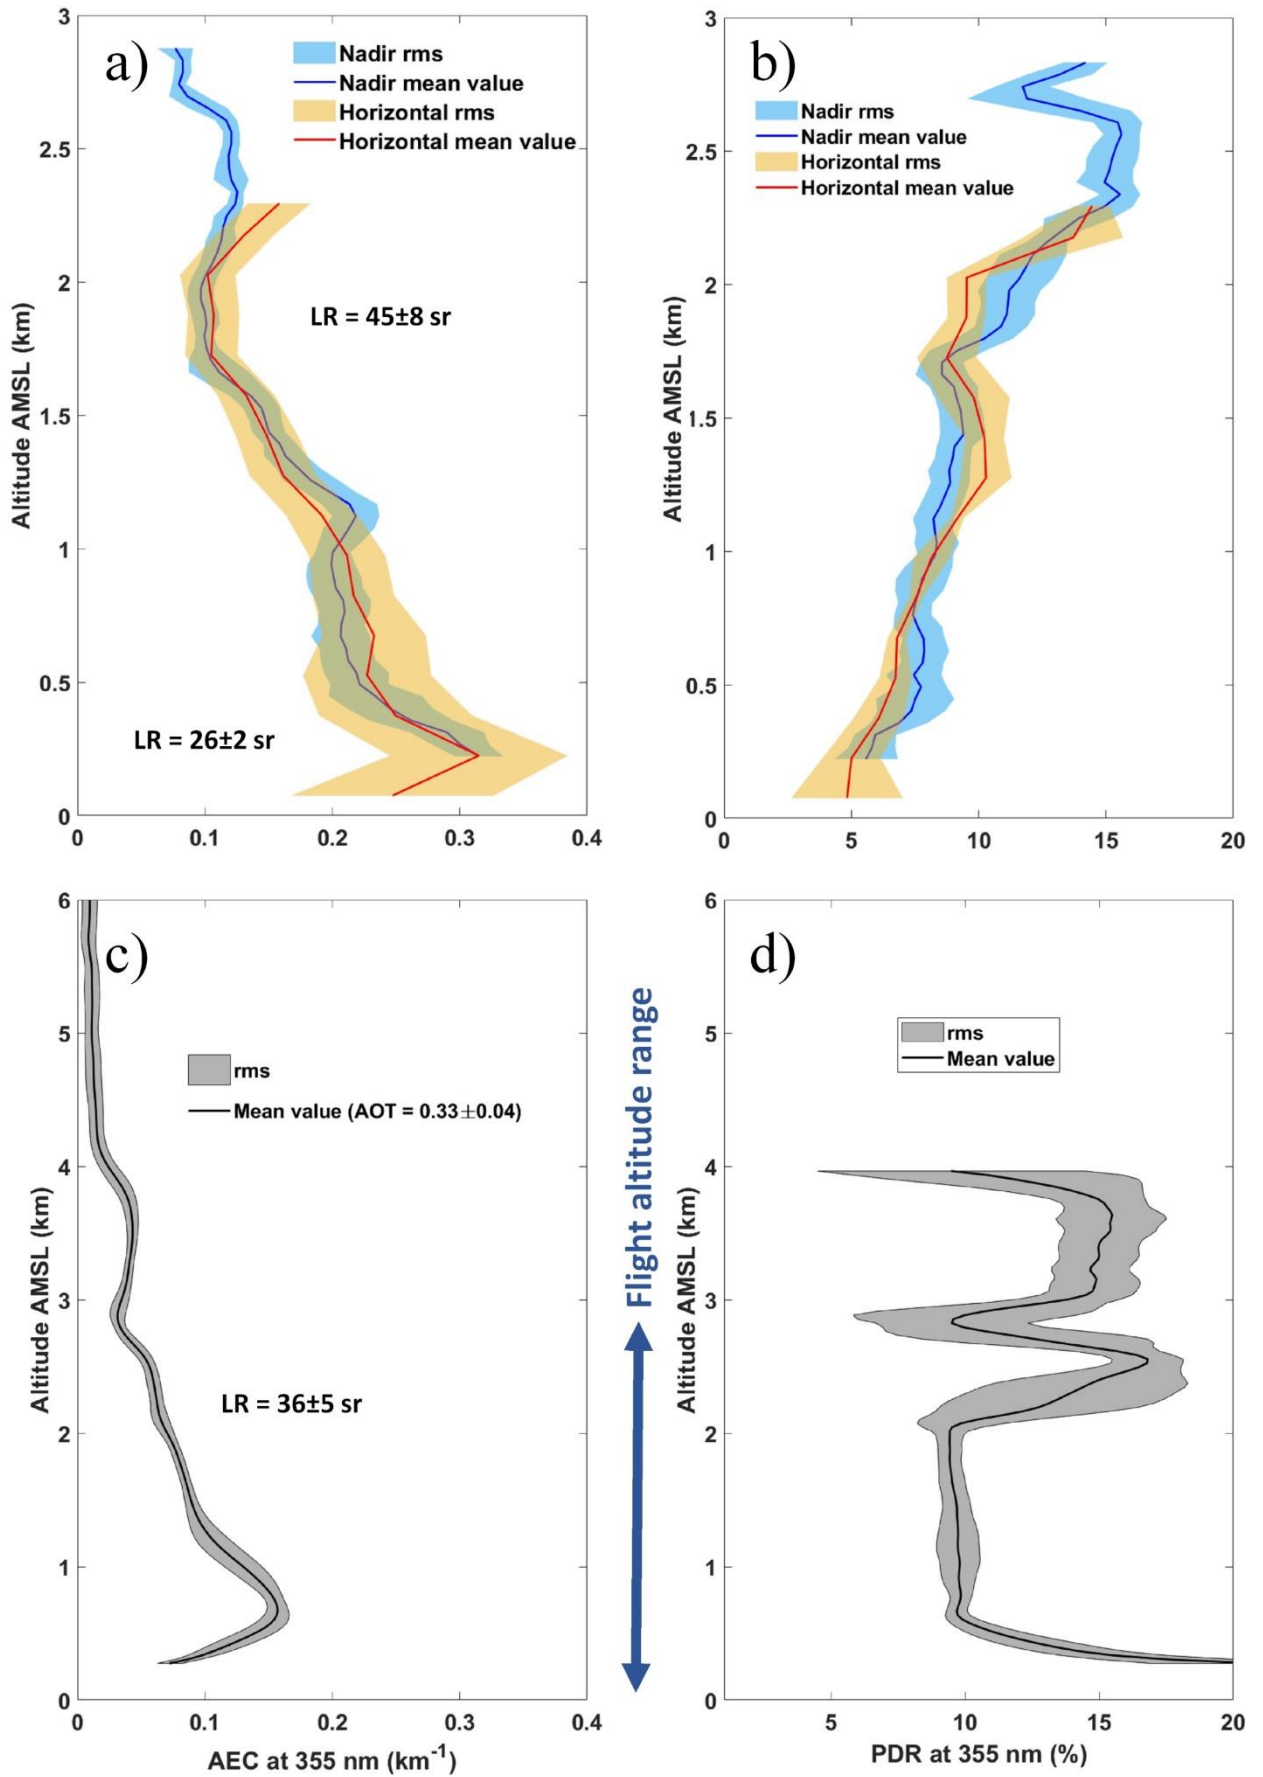 a)
Nadir rms
Nadir mean value
Horizontal rms
Horizontal mean value
LR = 45±8 sr
LR = 26±2 sr
Altitude AMSL (km)
3
2.5
2
1.5
1
0.5
0
0
0.1
0.2
0.3
0.4
b)
Nadir rms
Nadir mean value
Horizontal rms
Horizontal mean value
Altitude AMSL (km)
3
2.5
2
1.5
1
0.5
0
0
5
10
15
20
c)
rms
Mean value (AOT = 0.33±0.04)
LR = 36±5 sr
Altitude AMSL (km)
6
5
4
3
2
1
0
0
0.1
0.2
0.3
0.4
AEC at 355 nm (km⁻¹)
Flight altitude range
d)
rms
Mean value
Altitude AMSL (km)
6
5
4
3
2
1
0
5
10
15
20
PDR at 355 nm (%)